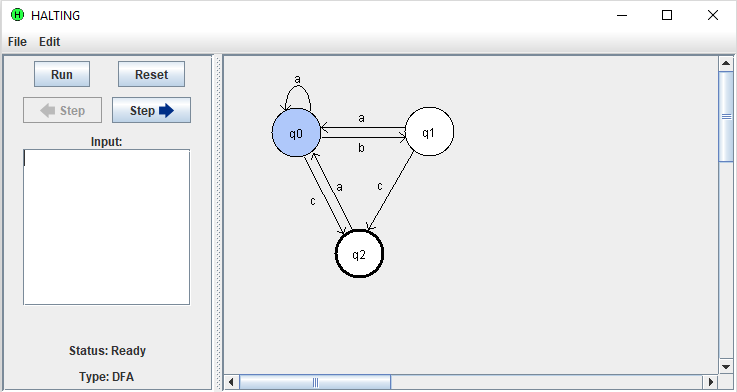 HALTING
File Edit
Run Reset
Step Step
Input:
Status: Ready
Type: DFA
a
q0
a
b
q1
c
a
c
q2